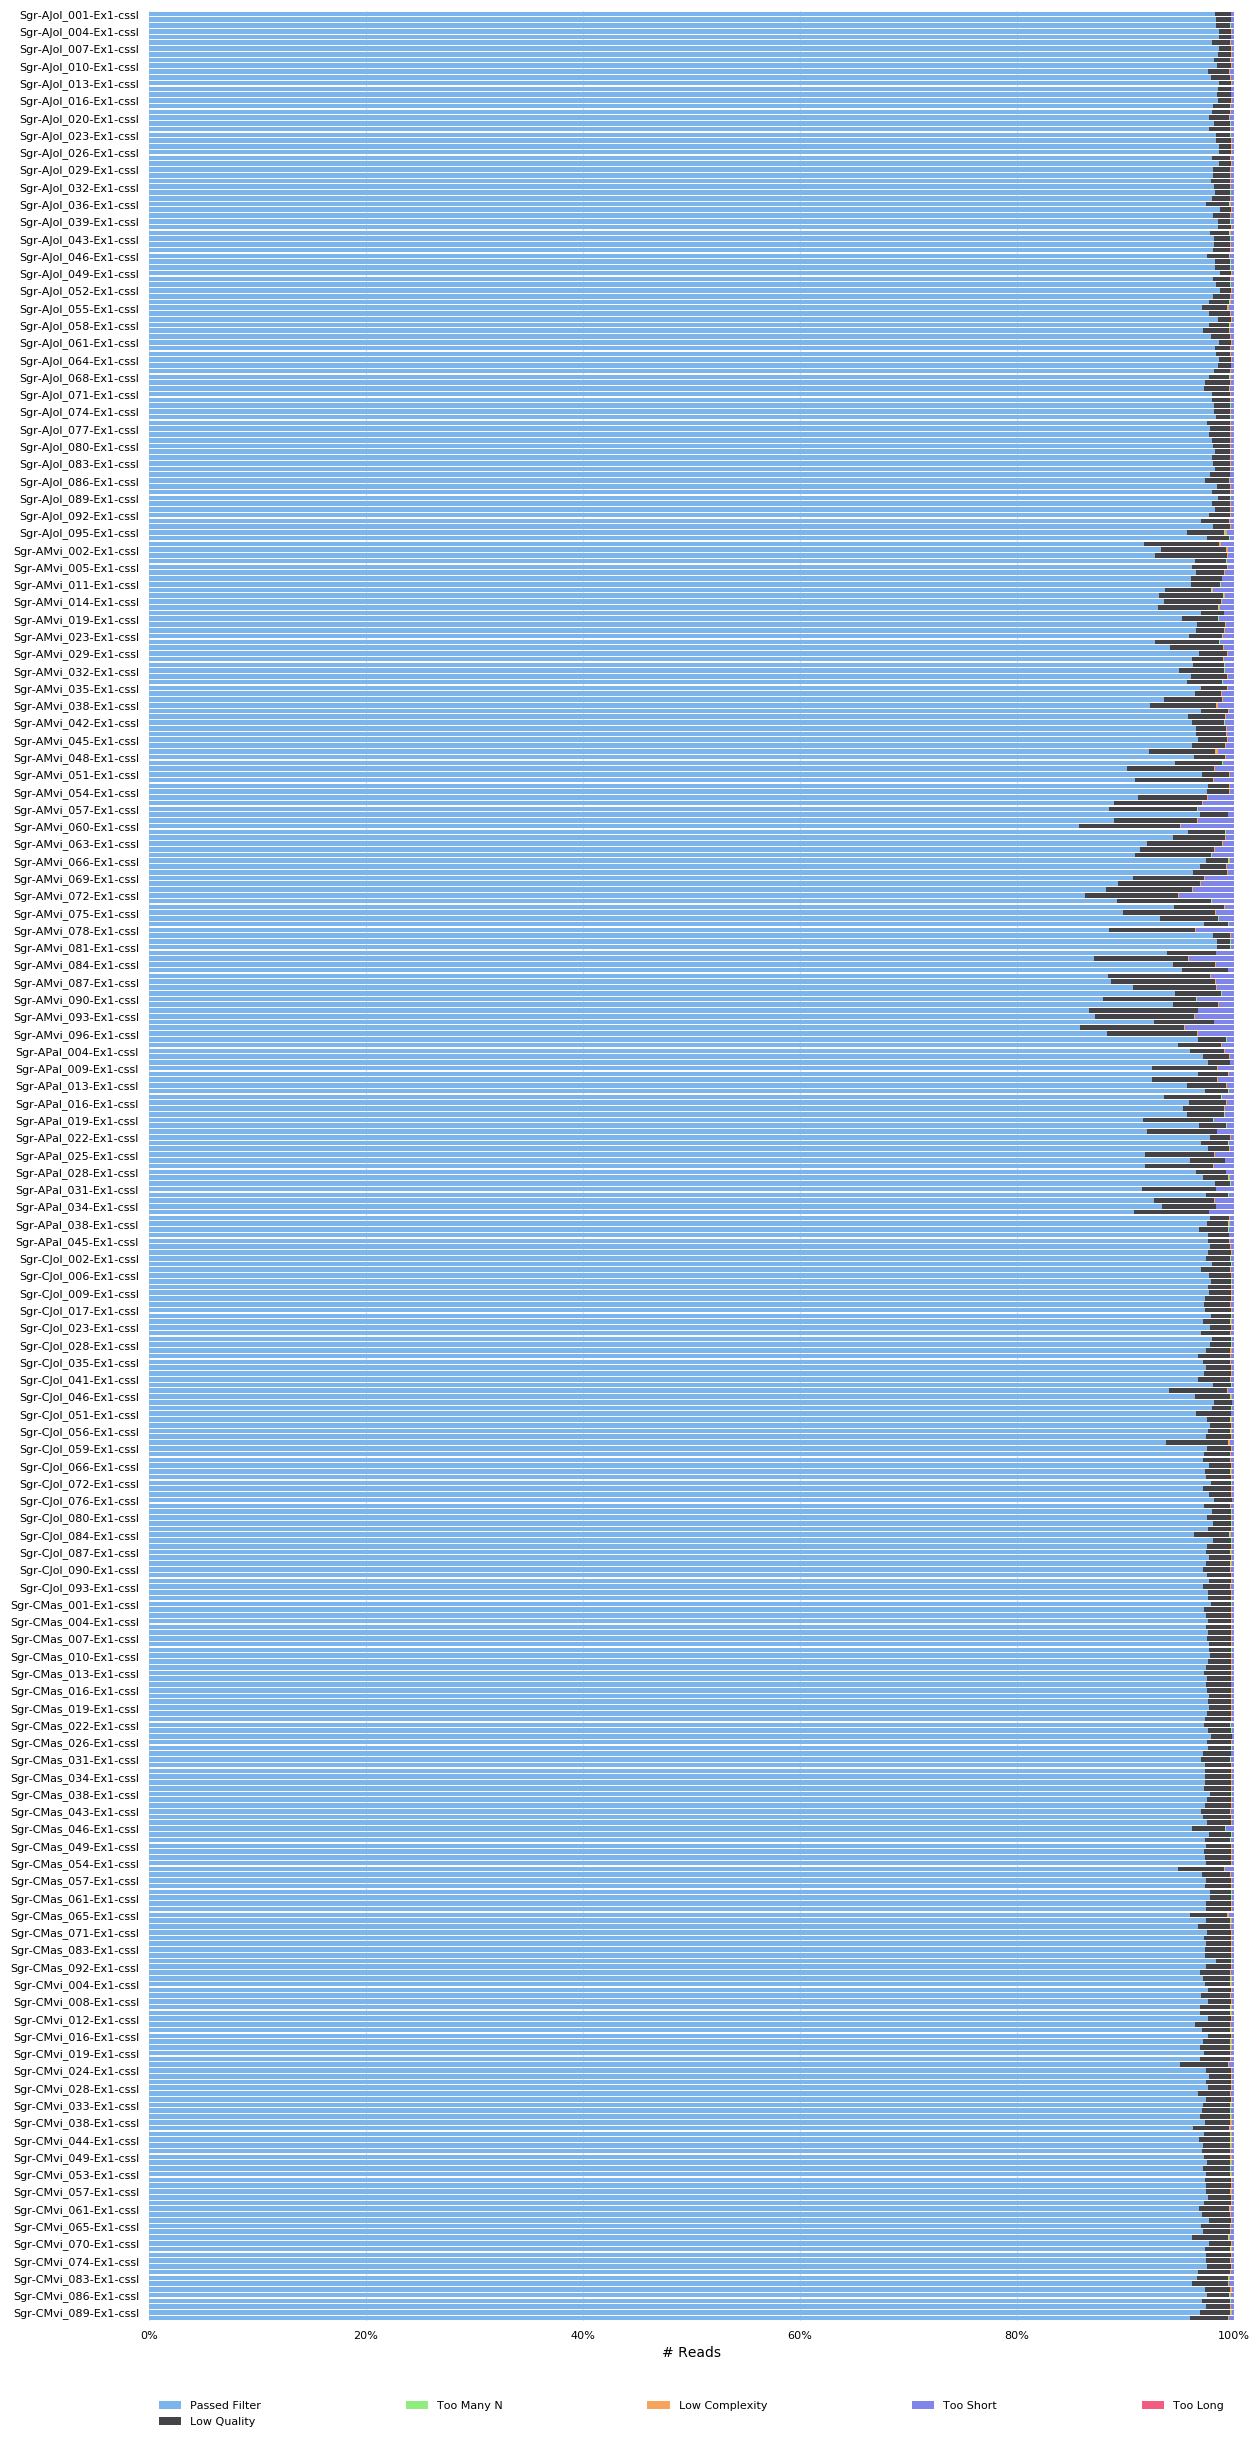 Sgr-AJol_001-Ex1-cssl
Sgr-AJol_004-Ex1-cssl
Sgr-AJol_007-Ex1-cssl
Sgr-AJol_010-Ex1-cssl
Sgr-AJol_013-Ex1-cssl
Sgr-AJol_016-Ex1-cssl
Sgr-AJol_020-Ex1-cssl
Sgr-AJol_023-Ex1-cssl
Sgr-AJol_026-Ex1-cssl
Sgr-AJol_029-Ex1-cssl
Sgr-AJol_032-Ex1-cssl
Sgr-AJol_036-Ex1-cssl
Sgr-AJol_039-Ex1-cssl
Sgr-AJol_043-Ex1-cssl
Sgr-AJol_046-Ex1-cssl
Sgr-AJol_049-Ex1-cssl
Sgr-AJol_052-Ex1-cssl
Sgr-AJol_055-Ex1-cssl
Sgr-AJol_058-Ex1-cssl
Sgr-AJol_061-Ex1-cssl
Sgr-AJol_064-Ex1-cssl
Sgr-AJol_068-Ex1-cssl
Sgr-AJol_071-Ex1-cssl
Sgr-AJol_074-Ex1-cssl
Sgr-AJol_077-Ex1-cssl
Sgr-AJol_080-Ex1-cssl
Sgr-AJol_083-Ex1-cssl
Sgr-AJol_086-Ex1-cssl
Sgr-AJol_089-Ex1-cssl
Sgr-AJol_092-Ex1-cssl
Sgr-AJol_095-Ex1-cssl
Sgr-AMvi_002-Ex1-cssl
Sgr-AMvi_005-Ex1-cssl
Sgr-AMvi_011-Ex1-cssl
Sgr-AMvi_014-Ex1-cssl
Sgr-AMvi_019-Ex1-cssl
Sgr-AMvi_023-Ex1-cssl
Sgr-AMvi_029-Ex1-cssl
Sgr-AMvi_032-Ex1-cssl
Sgr-AMvi_035-Ex1-cssl
Sgr-AMvi_038-Ex1-cssl
Sgr-AMvi_042-Ex1-cssl
Sgr-AMvi_045-Ex1-cssl
Sgr-AMvi_048-Ex1-cssl
Sgr-AMvi_051-Ex1-cssl
Sgr-AMvi_054-Ex1-cssl
Sgr-AMvi_057-Ex1-cssl
Sgr-AMvi_060-Ex1-cssl
Sgr-AMvi_063-Ex1-cssl
Sgr-AMvi_066-Ex1-cssl
Sgr-AMvi_069-Ex1-cssl
Sgr-AMvi_072-Ex1-cssl
Sgr-AMvi_075-Ex1-cssl
Sgr-AMvi_078-Ex1-cssl
Sgr-AMvi_081-Ex1-cssl
Sgr-AMvi_084-Ex1-cssl
Sgr-AMvi_087-Ex1-cssl
Sgr-AMvi_090-Ex1-cssl
Sgr-AMvi_093-Ex1-cssl
Sgr-AMvi_096-Ex1-cssl
Sgr-APal_004-Ex1-cssl
Sgr-APal_009-Ex1-cssl
Sgr-APal_013-Ex1-cssl
Sgr-APal_016-Ex1-cssl
Sgr-APal_019-Ex1-cssl
Sgr-APal_022-Ex1-cssl
Sgr-APal_025-Ex1-cssl
Sgr-APal_028-Ex1-cssl
Sgr-APal_031-Ex1-cssl
Sgr-APal_034-Ex1-cssl
Sgr-APal_038-Ex1-cssl
Sgr-APal_045-Ex1-cssl
Sgr-CJol_002-Ex1-cssl
Sgr-CJol_006-Ex1-cssl
Sgr-CJol_009-Ex1-cssl
Sgr-CJol_017-Ex1-cssl
Sgr-CJol_023-Ex1-cssl
Sgr-CJol_028-Ex1-cssl
Sgr-CJol_035-Ex1-cssl
Sgr-CJol_041-Ex1-cssl
Sgr-CJol_046-Ex1-cssl
Sgr-CJol_051-Ex1-cssl
Sgr-CJol_056-Ex1-cssl
Sgr-CJol_059-Ex1-cssl
Sgr-CJol_066-Ex1-cssl
Sgr-CJol_072-Ex1-cssl
Sgr-CJol_076-Ex1-cssl
Sgr-CJol_080-Ex1-cssl
Sgr-CJol_084-Ex1-cssl
Sgr-CJol_087-Ex1-cssl
Sgr-CJol_090-Ex1-cssl
Sgr-CJol_093-Ex1-cssl
Sgr-CMas_001-Ex1-cssl
Sgr-CMas_004-Ex1-cssl
Sgr-CMas_007-Ex1-cssl
Sgr-CMas_010-Ex1-cssl
Sgr-CMas_013-Ex1-cssl
Sgr-CMas_016-Ex1-cssl
Sgr-CMas_019-Ex1-cssl
Sgr-CMas_022-Ex1-cssl
Sgr-CMas_026-Ex1-cssl
Sgr-CMas_031-Ex1-cssl
Sgr-CMas_034-Ex1-cssl
Sgr-CMas_038-Ex1-cssl
Sgr-CMas_043-Ex1-cssl
Sgr-CMas_046-Ex1-cssl
Sgr-CMas_049-Ex1-cssl
Sgr-CMas_054-Ex1-cssl
Sgr-CMas_057-Ex1-cssl
Sgr-CMas_061-Ex1-cssl
Sgr-CMas_065-Ex1-cssl
Sgr-CMas_071-Ex1-cssl
Sgr-CMas_083-Ex1-cssl
Sgr-CMas_092-Ex1-cssl
Sgr-CMvi_004-Ex1-cssl
Sgr-CMvi_008-Ex1-cssl
Sgr-CMvi_012-Ex1-cssl
Sgr-CMvi_016-Ex1-cssl
Sgr-CMvi_019-Ex1-cssl
Sgr-CMvi_024-Ex1-cssl
Sgr-CMvi_028-Ex1-cssl
Sgr-CMvi_033-Ex1-cssl
Sgr-CMvi_038-Ex1-cssl
Sgr-CMvi_044-Ex1-cssl
Sgr-CMvi_049-Ex1-cssl
Sgr-CMvi_053-Ex1-cssl
Sgr-CMvi_057-Ex1-cssl
Sgr-CMvi_061-Ex1-cssl
Sgr-CMvi_065-Ex1-cssl
Sgr-CMvi_070-Ex1-cssl
Sgr-CMvi_074-Ex1-cssl
Sgr-CMvi_083-Ex1-cssl
Sgr-CMvi_086-Ex1-cssl
Sgr-CMvi_089-Ex1-cssl
0% 20% 40% 60% 80% 100%
# Reads
Passed Filter Too Many N Low Complexity Too Short Too Long
Low Quality